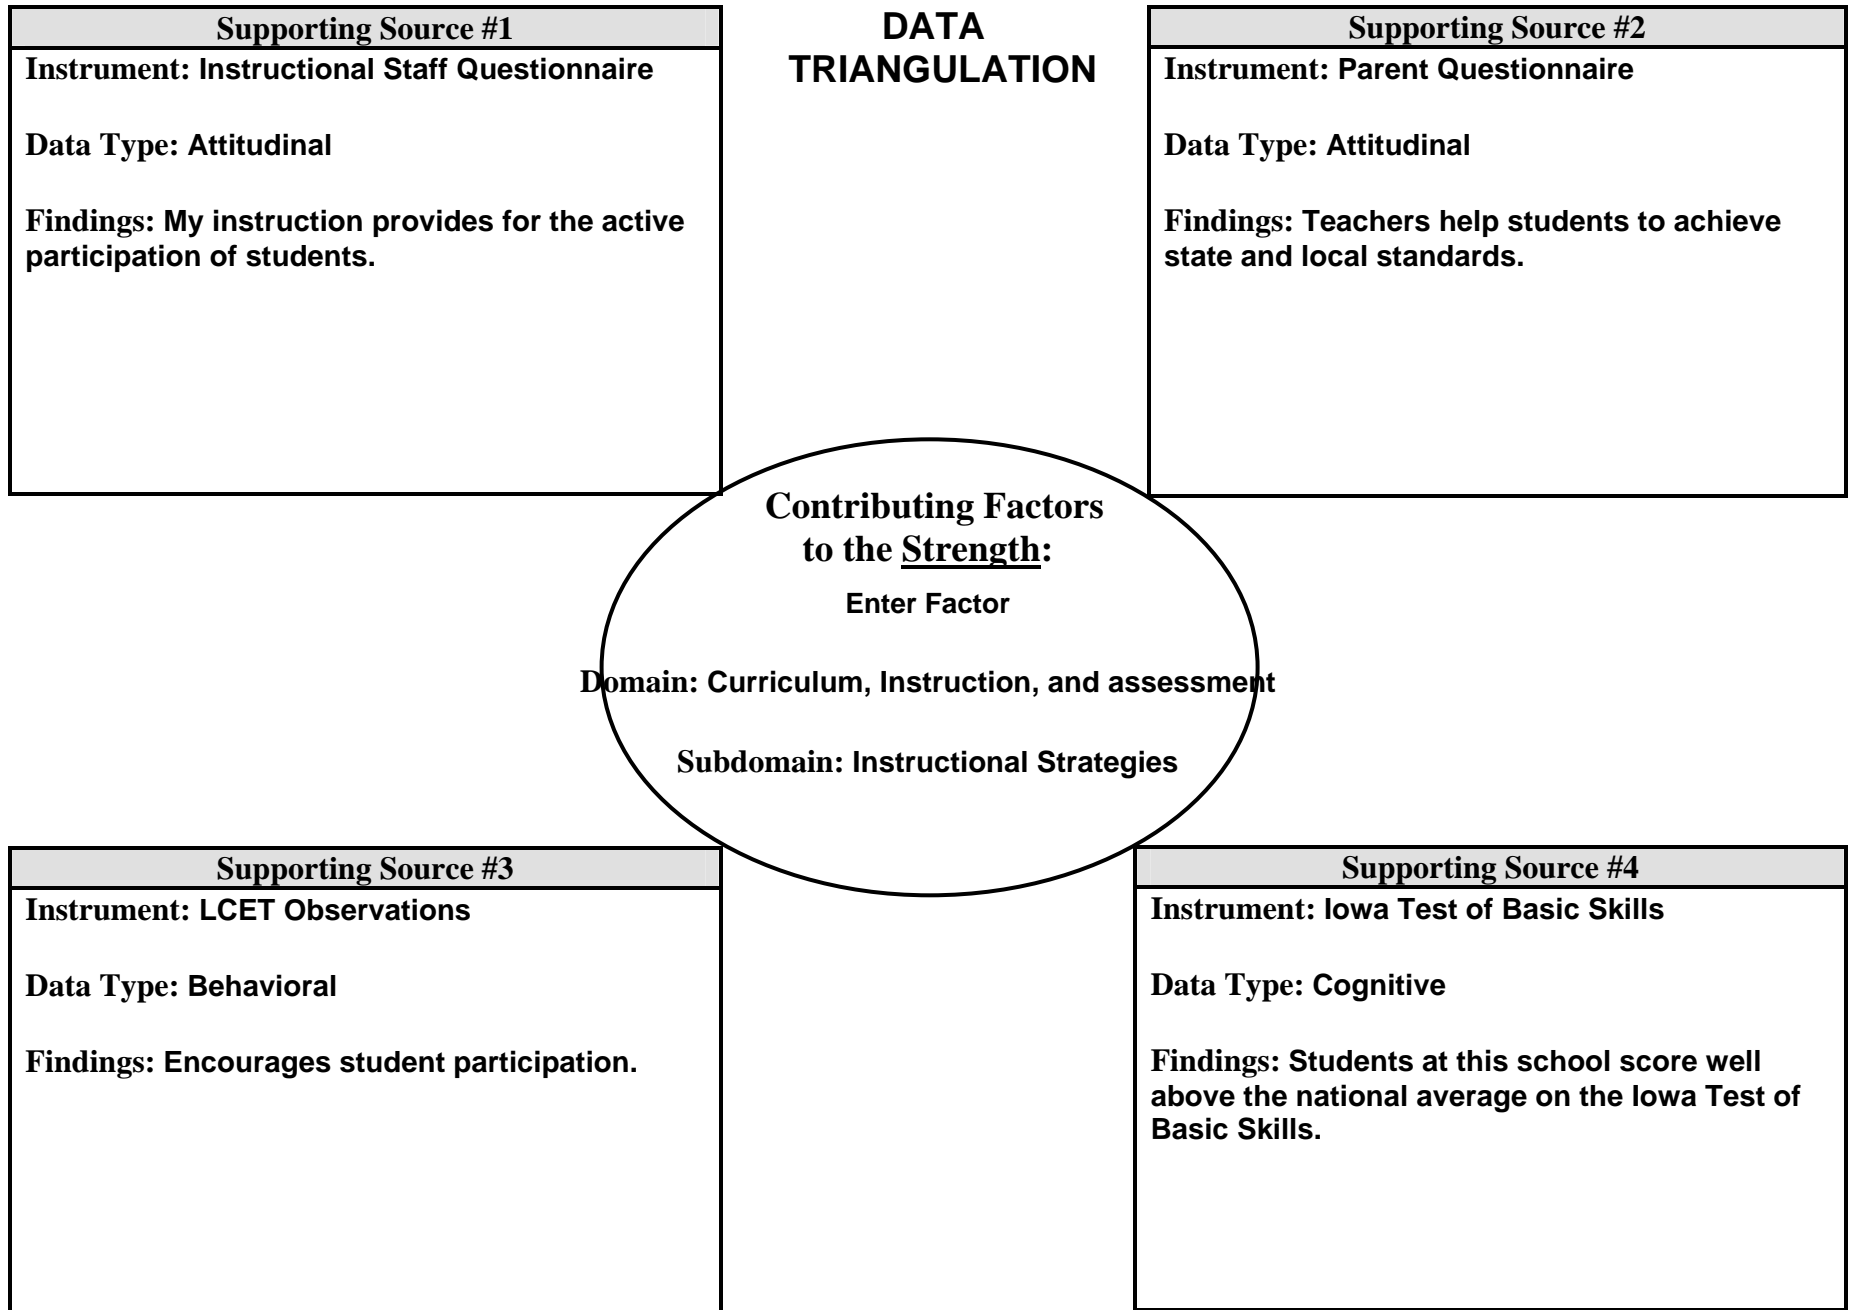 Supporting Source #1
Instrument: Instructional Staff Questionnaire
Data Type: Attitudinal
Findings: My instruction provides for the active
participation of students.
DATA
TRIANGULATION
Supporting Source #2
Instrument: Parent Questionnaire
Data Type: Attitudinal
Findings: Teachers help students to achieve
state and local standards.
Contributing Factors
to the Strength:
Enter Factor
Domain: Curriculum, Instruction, and assessment
Subdomain: Instructional Strategies
Supporting Source #3
Instrument: LCET Observations
Data Type: Behavioral
Findings: Encourages student participation.
Supporting Source #4
Instrument: Iowa Test of Basic Skills
Data Type: Cognitive
Findings: Students at this school score well
above the national average on the Iowa Test of
Basic Skills.